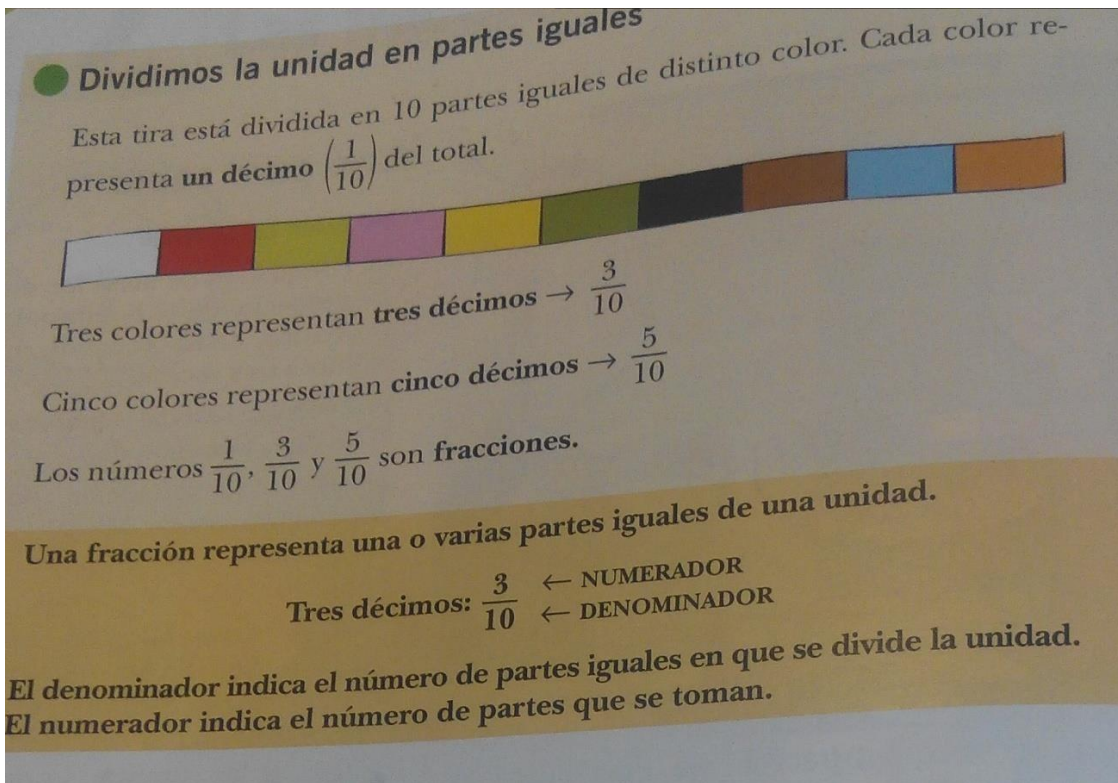 Dividimos la unidad en partes iguales
Esta tira está dividida en 10 partes iguales de distinto color. Cada color re-
presenta un décimo (1/10) del total.
Tres colores representan tres décimos → 3/10
Cinco colores representan cinco décimos → 5/10
Los números 1/10, 3/10 y 5/10 son fracciones.
Una fracción representa una o varias partes iguales de una unidad.
Tres décimos: 3/10 ← NUMERADOR
← DENOMINADOR
El denominador indica el número de partes iguales en que se divide la unidad.
El numerador indica el número de partes que se toman.